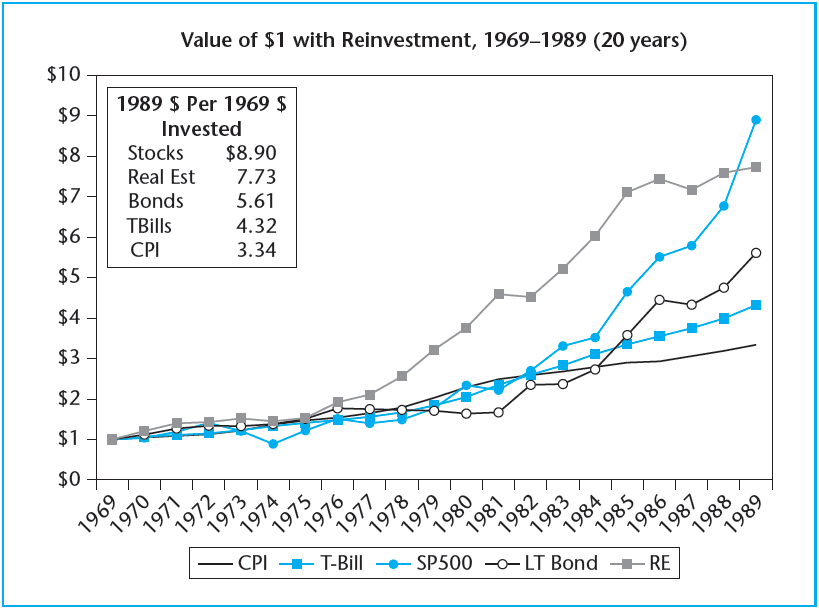 Value of $1 with Reinvestment, 1969–1989 (20 years)
$10
$9
$8
$7
$6
$5
$4
$3
$2
$1
$0
1989 $ Per 1969 $
Invested
Stocks $8.90
Real Est 7.73
Bonds 5.61
TBills 4.32
CPI 3.34
1969 1970 1971 1972 1973 1974 1975 1976 1977 1978 1979 1980 1981 1982 1983 1984 1985 1986 1987 1988 1989
CPI T-Bill SP500 LT Bond RE